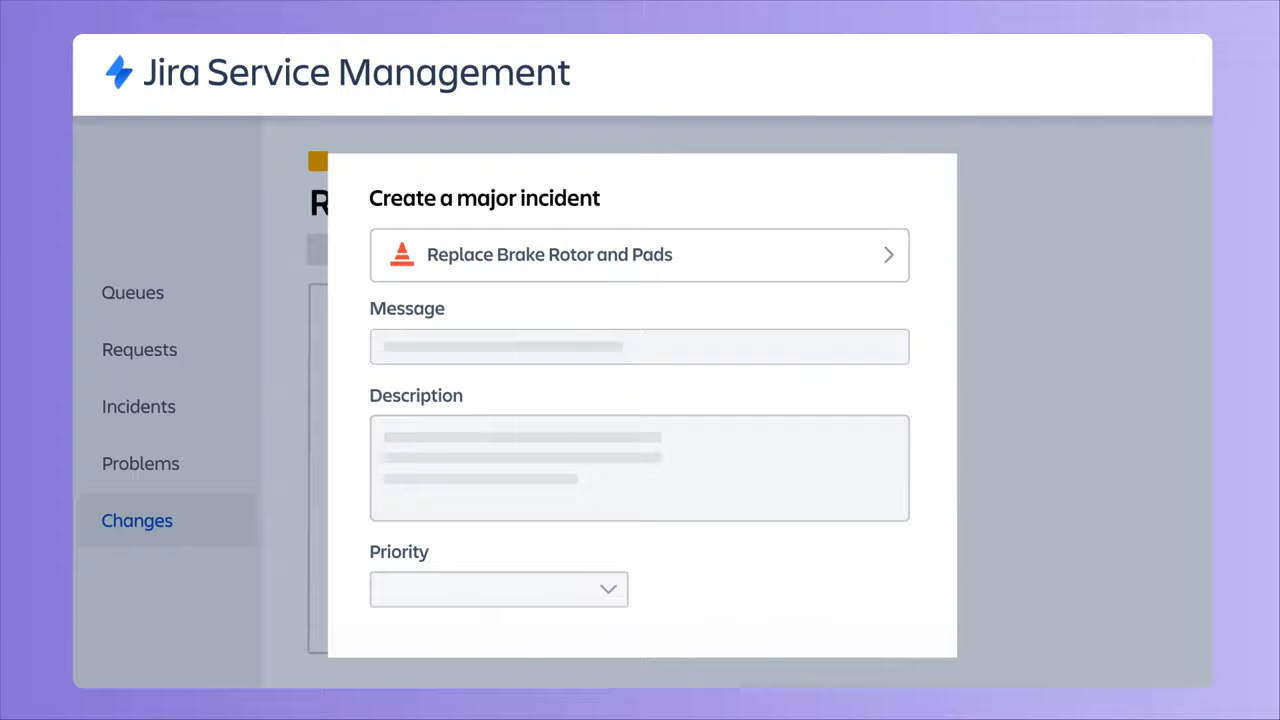 Jira Service Management
Queues
Requests
Incidents
Problems
Changes
R
Create a major incident
Replace Brake Rotor and Pads
Message
Description
Priority